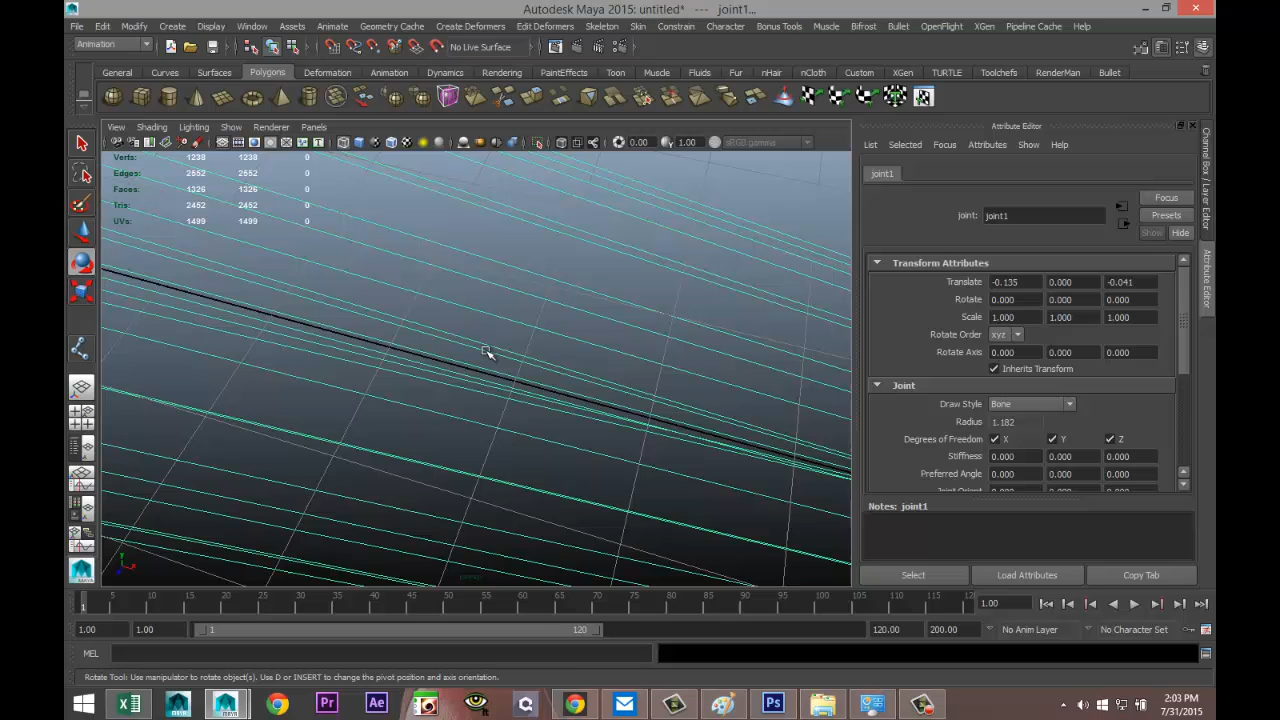 Autodesk Maya 2015: untitled*   ---   joint1...
File Edit Modify Create Display Window Assets Animate Geometry Cache Create Deformers Edit Deformers Skeleton Skin Constrain Character Bonus Tools Muscle Bifrost Bullet OpenFlight XGen Pipeline Cache Help
Animation No Live Surface
General Curves Surfaces Polygons Deformation Animation Dynamics Rendering PaintEffects Toon Muscle Fluids Fur nHair nCloth Custom XGen TURTLE Toolchefs RenderMan Bullet
View Shading Lighting Show Renderer Panels
0.00 1.00 sRGB gamma
Verts: 1238 1238 0
Edges: 2552 2552 0
Faces: 1326 1326 0
Tris: 2452 2452 0
UVs: 1499 1499 0
Attribute Editor
List Selected Focus Attributes Show Help
joint1
Focus
joint: joint1
Presets
Show Hide
Transform Attributes
Translate -0.135 0.000 -0.041
Rotate 0.000 0.000 0.000
Scale 1.000 1.000 1.000
Rotate Order xyz
Rotate Axis 0.000 0.000 0.000
Inherits Transform
Joint
Draw Style Bone
Radius 1.182
Degrees of Freedom X Y Z
Stiffness 0.000 0.000 0.000
Preferred Angle 0.000 0.000 0.000
Notes: joint1
Select Load Attributes Copy Tab
Channel Box / Layer Editor
Attribute Editor
1 5 10 15 20 25 30 35 40 45 50 55 60 65 70 75 80 85 90 95 100 105 110 115 120 1.00
1.00 1.00 1 120 120.00 200.00 No Anim Layer No Character Set
MEL
Rotate Tool: Use manipulator to rotate object(s). Use D or INSERT to change the pivot position and axis orientation.
2:03 PM
7/31/2015